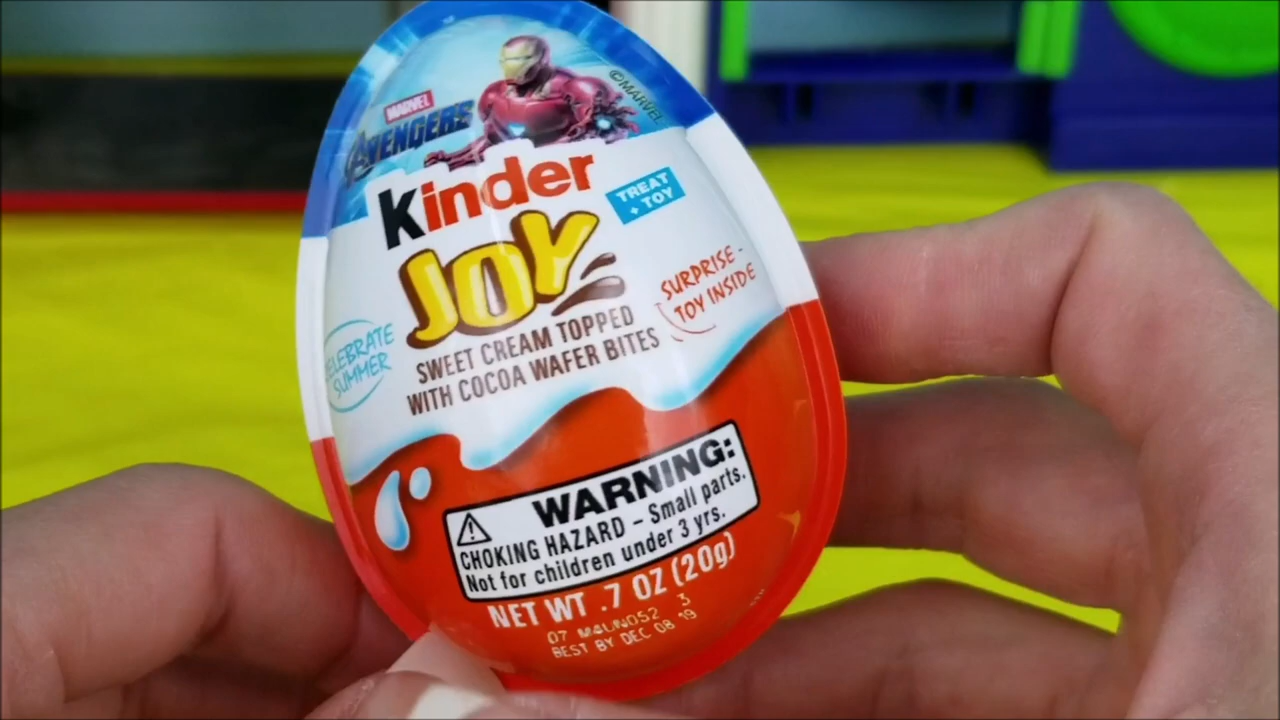 ©MARVEL
MARVEL
AVENGERS
Kinder
JOY
TREAT
+ TOY
SURPRISE -
TOY INSIDE
CELEBRATE
SUMMER
SWEET CREAM TOPPED
WITH COCOA WAFER BITES
WARNING:
CHOKING HAZARD – Small parts.
Not for children under 3 yrs.
NET WT .7 OZ (20g)
BEST BY DEC 08 19